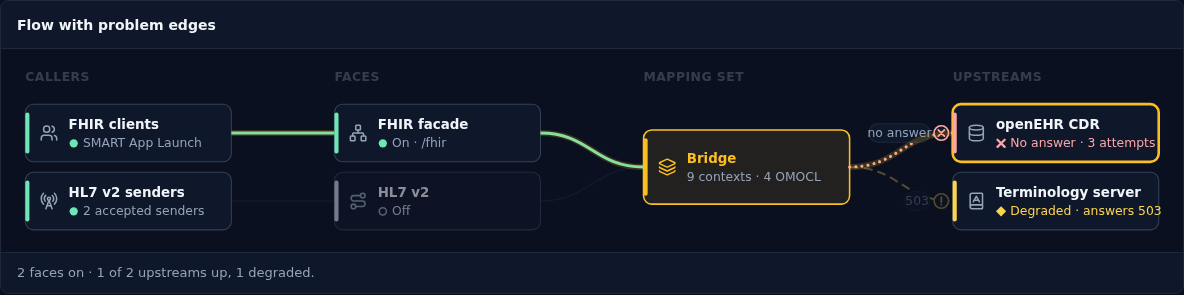 Flow with problem edges
CALLERS
FACES
MAPPING SET
UPSTREAMS
FHIR clients
SMART App Launch
HL7 v2 senders
2 accepted senders
FHIR facade
On · /fhir
HL7 v2
Off
Bridge
9 contexts · 4 OMOCL
no answer
503
openEHR CDR
No answer · 3 attempts
Terminology server
Degraded · answers 503
2 faces on · 1 of 2 upstreams up, 1 degraded.